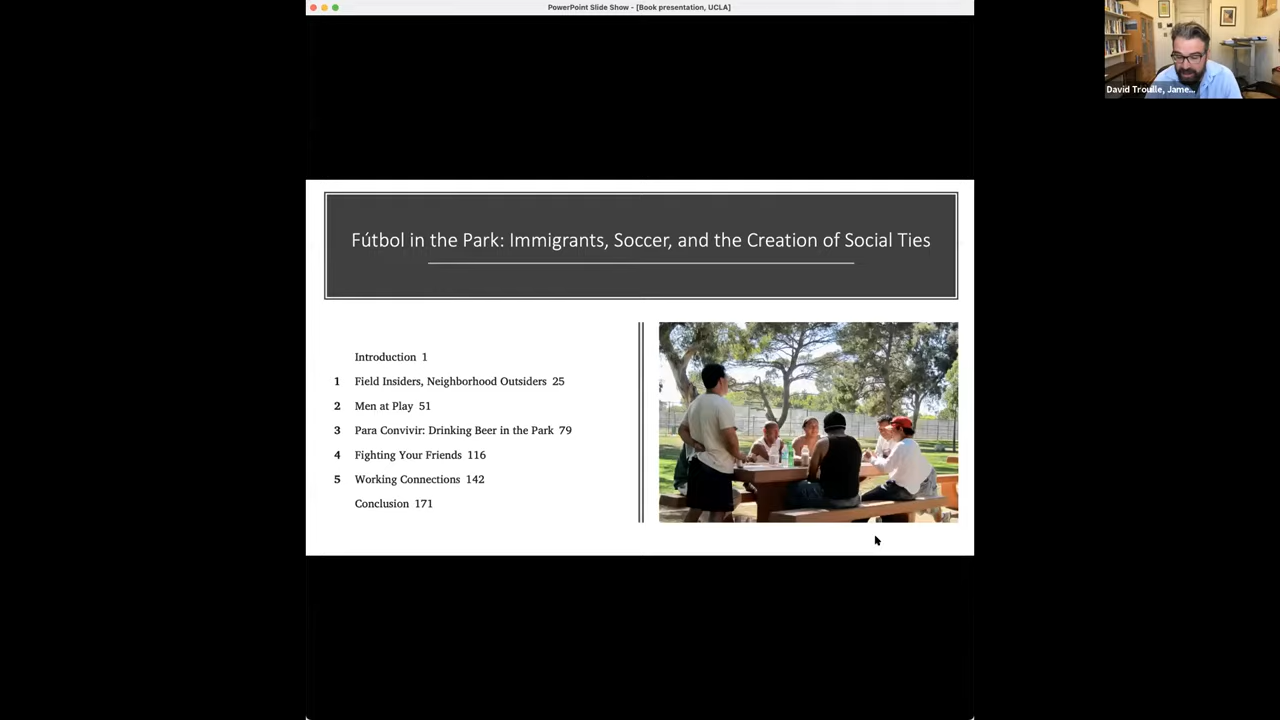 PowerPoint Slide Show - [Book presentation, UCLA]
David Trouille, Jame...
Fútbol in the Park: Immigrants, Soccer, and the Creation of Social Ties
Introduction 1
1 Field Insiders, Neighborhood Outsiders 25
2 Men at Play 51
3 Para Convivir: Drinking Beer in the Park 79
4 Fighting Your Friends 116
5 Working Connections 142
Conclusion 171